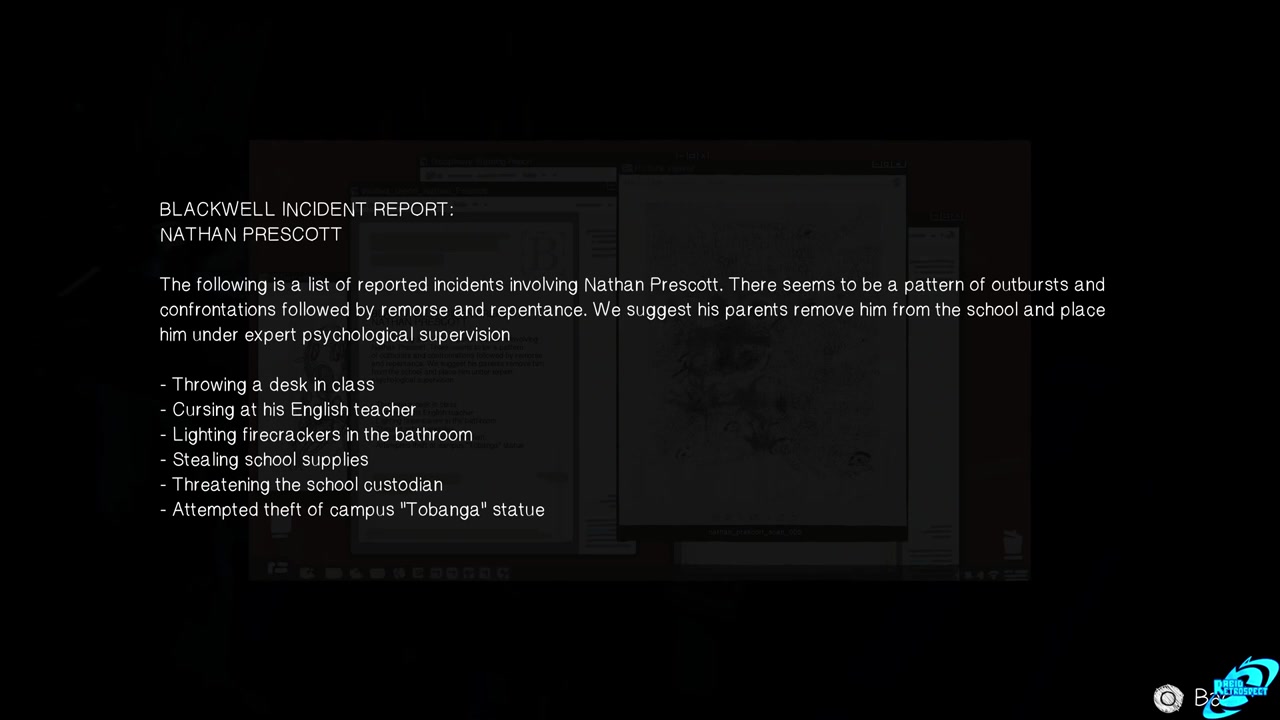 BLACKWELL INCIDENT REPORT:
NATHAN PRESCOTT
The following is a list of reported incidents involving Nathan Prescott. There seems to be a pattern of outbursts and
confrontations followed by remorse and repentance. We suggest his parents remove him from the school and place
him under expert psychological supervision
- Throwing a desk in class
- Cursing at his English teacher
- Lighting firecrackers in the bathroom
- Stealing school supplies
- Threatening the school custodian
- Attempted theft of campus "Tobanga" statue
RETROSPECT